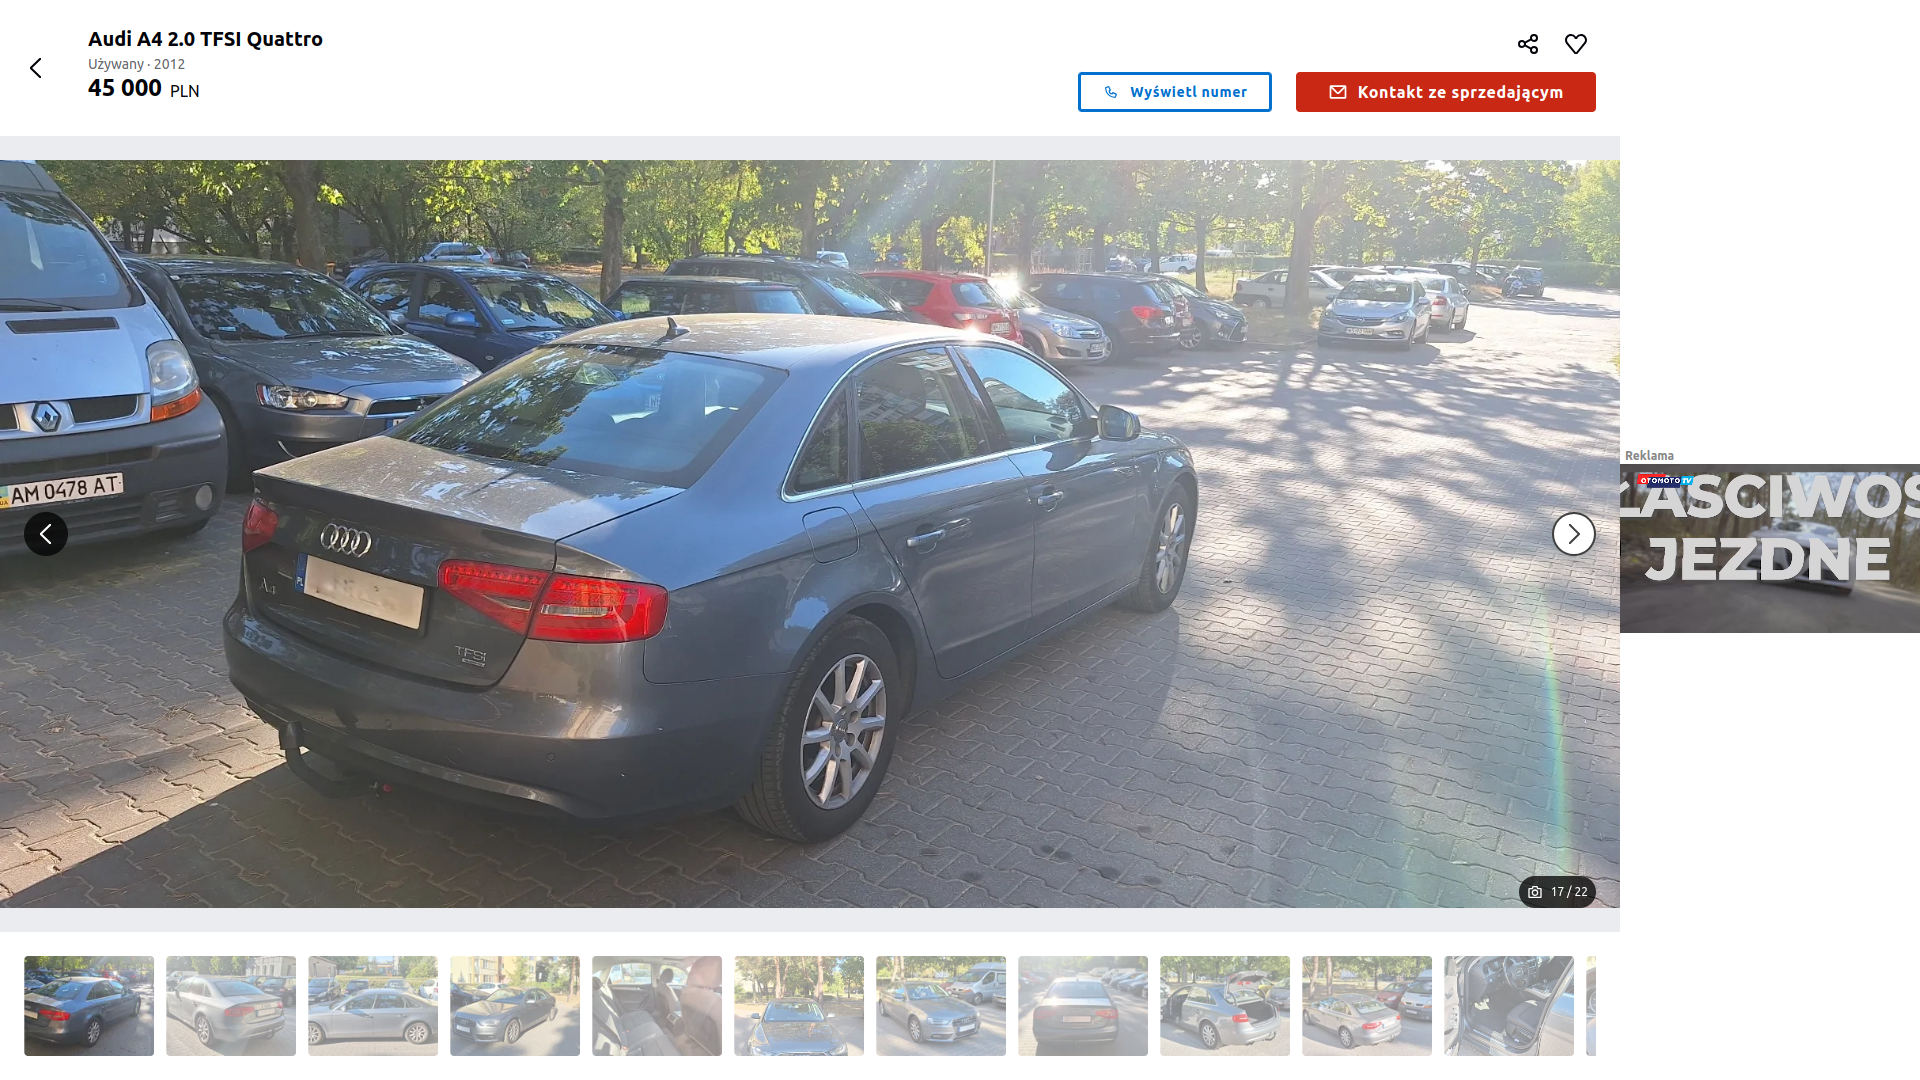 Audi A4 2.0 TFSI Quattro
Używany · 2012
45 000 PLN
Wyświetl numer
Kontakt ze sprzedającym
AM 0478 AT
PL
A4
TFSI
17 / 22
Reklama
OTOMOTO TV
ŁAŚCIWOŚ
JEZDNE